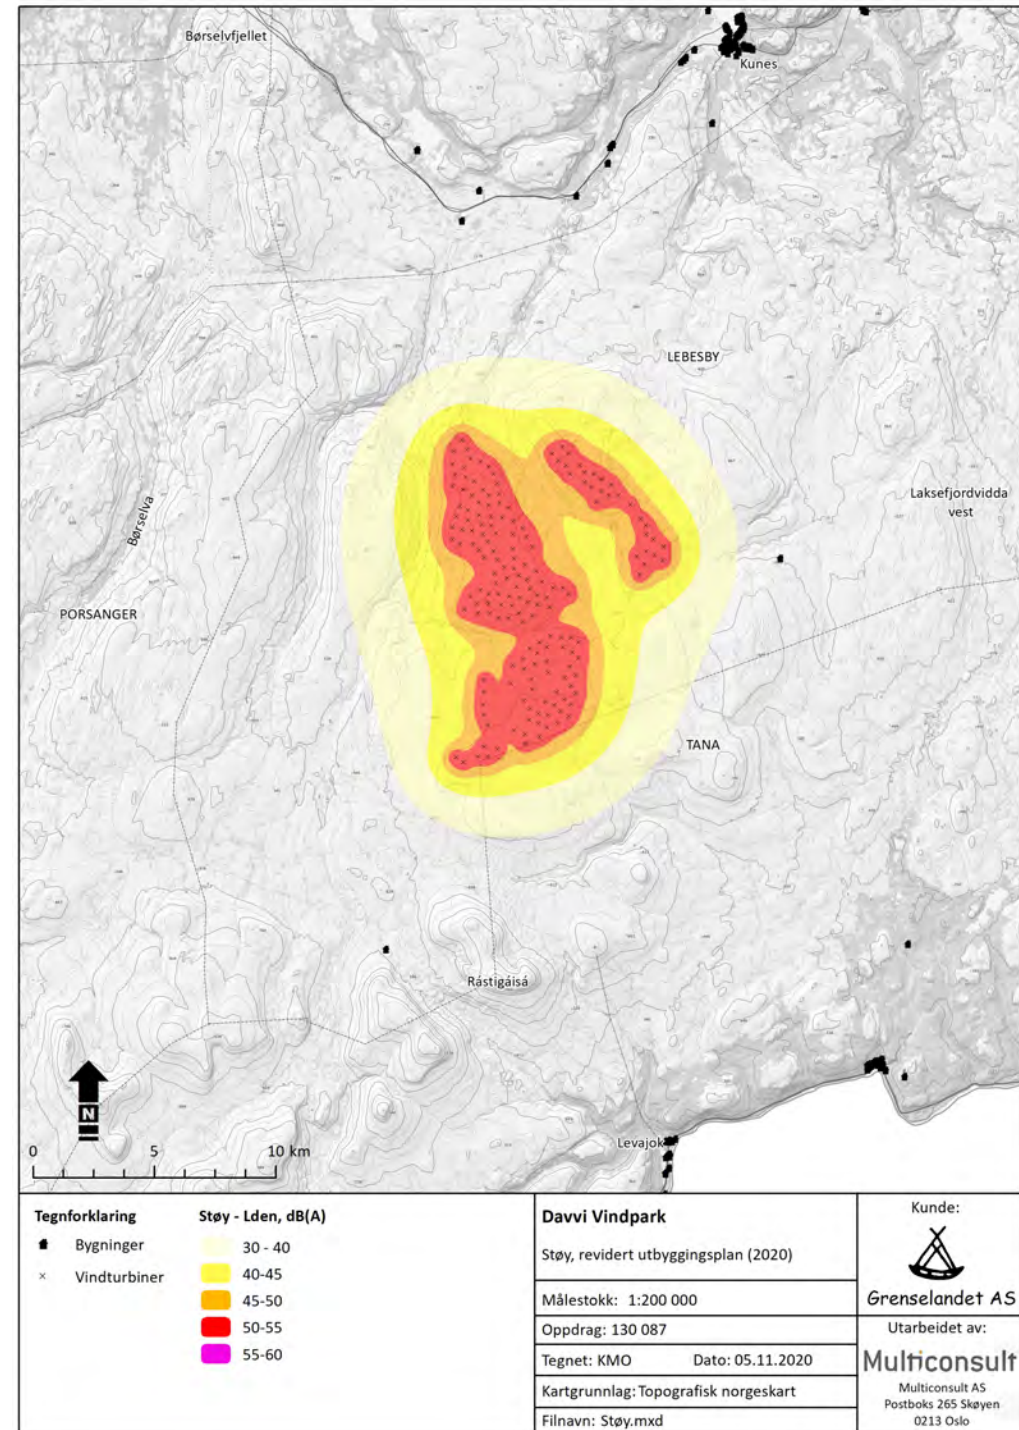 Børselvfjellet
Kunes
LEBESBY
Laksefjordvidda
vest
Børselva
PORSANGER
TANA
Rástigáisá
Levajok
N
0 5 10 km
Tegnforklaring
Bygninger
Vindturbiner
Støy - Lden, dB(A)
30 - 40
40-45
45-50
50-55
55-60
Davvi Vindpark
Støy, revidert utbyggingsplan (2020)
Målestokk: 1:200 000
Oppdrag: 130 087
Tegnet: KMO Dato: 05.11.2020
Kartgrunnlag: Topografisk norgeskart
Filnavn: Støy.mxd
Kunde:
Grenselandet AS
Utarbeidet av:
Multiconsult
Multiconsult AS
Postboks 265 Skøyen
0213 Oslo